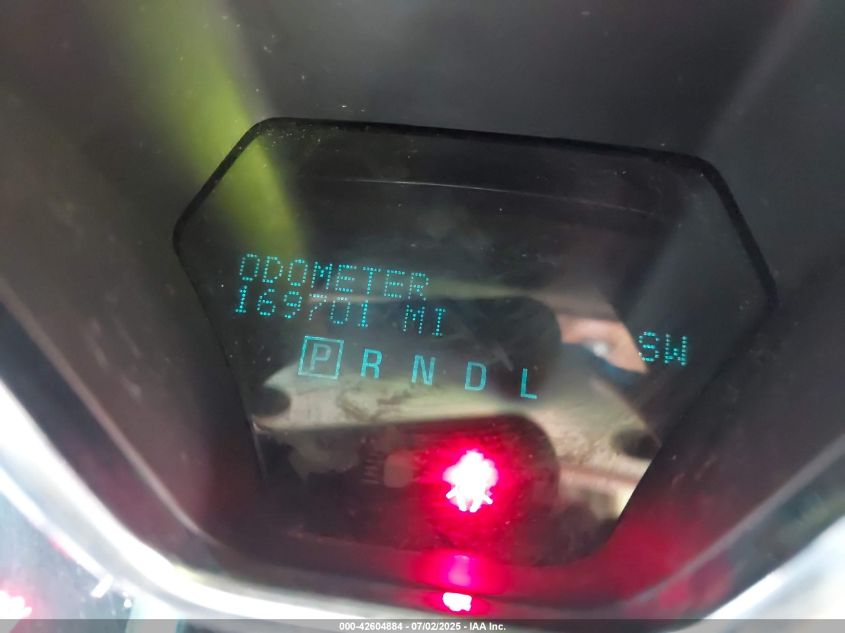 ODOMETER
169701 MI
SW
P R N D L
000-42604884 - 07/02/2025 - IAA Inc.